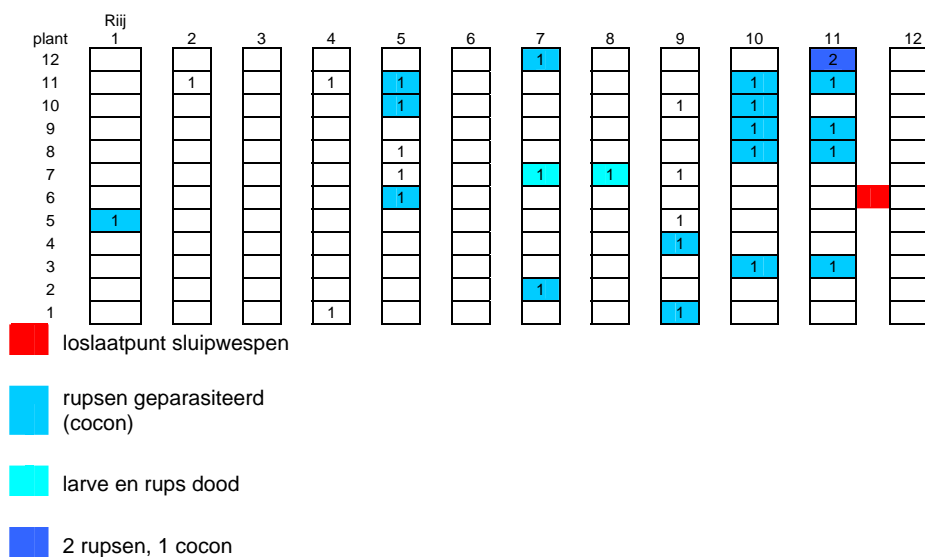 Riij
plant 1 2 3 4 5 6 7 8 9 10 11 12
12 1 2
11 1 1 1 1 1
10 1 1 1
9 1 1
8 1 1 1
7 1 1 1 1
6 1
5 1 1
4 1
3 1 1
2 1
1 1 1
loslaatpunt sluipwespen
rupsen geparasiteerd
(cocon)
larve en rups dood
2 rupsen, 1 cocon